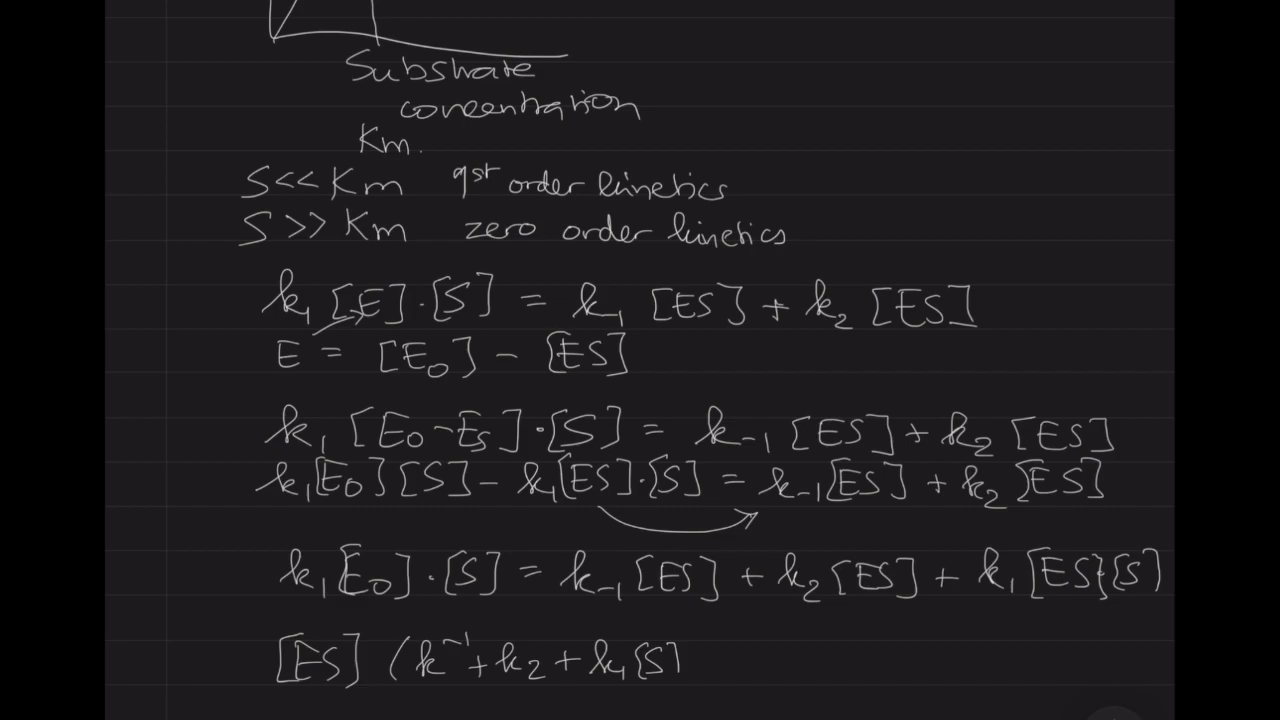 Substrate
concentration
Km.
S<<Km 1st order kinetics
S >> Km zero order kinetics
k₁ [E]·[S] = k₁ [ES] + k₂ [ES]
E = [E₀] - [ES]
k₁ [E₀-Es]·[S] = k₋₁ [ES] + k₂ [ES]
k₁[E₀][S] - k₁[ES]·[S] = k₋₁[ES] + k₂[ES]
k₁[E₀]·[S] = k₋₁[ES] + k₂[ES] + k₁[ES][S]
[ES] (k⁻¹+k₂+k₁[S]